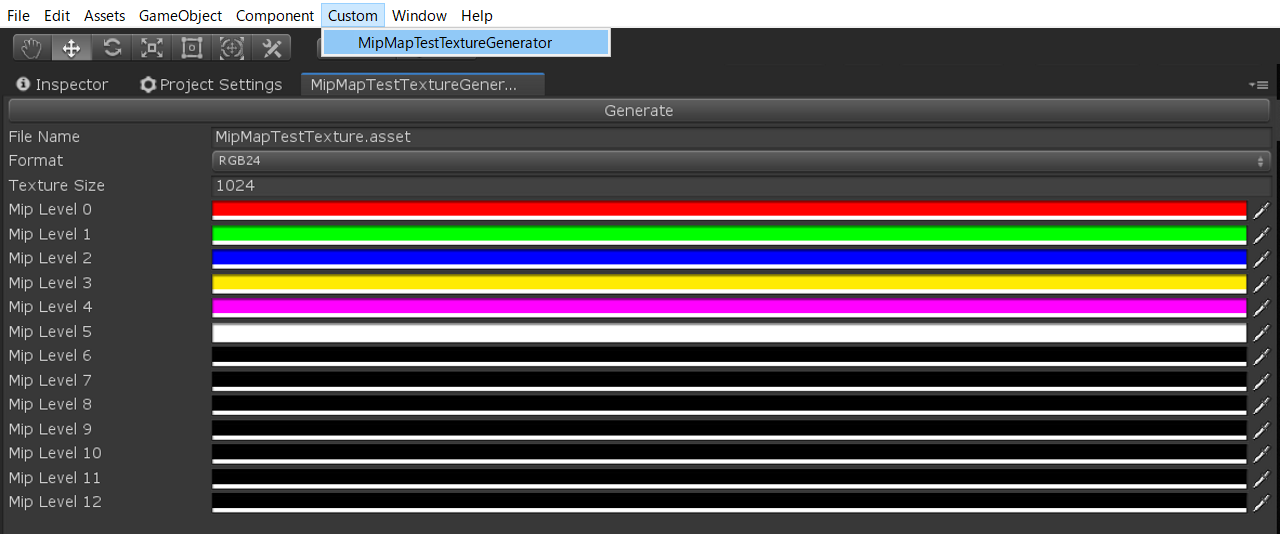 File Edit Assets GameObject Component Custom Window Help
MipMapTestTextureGenerator
Inspector Project Settings MipMapTestTextureGener...
Generate
File Name MipMapTestTexture.asset
Format RGB24
Texture Size 1024
Mip Level 0
Mip Level 1
Mip Level 2
Mip Level 3
Mip Level 4
Mip Level 5
Mip Level 6
Mip Level 7
Mip Level 8
Mip Level 9
Mip Level 10
Mip Level 11
Mip Level 12